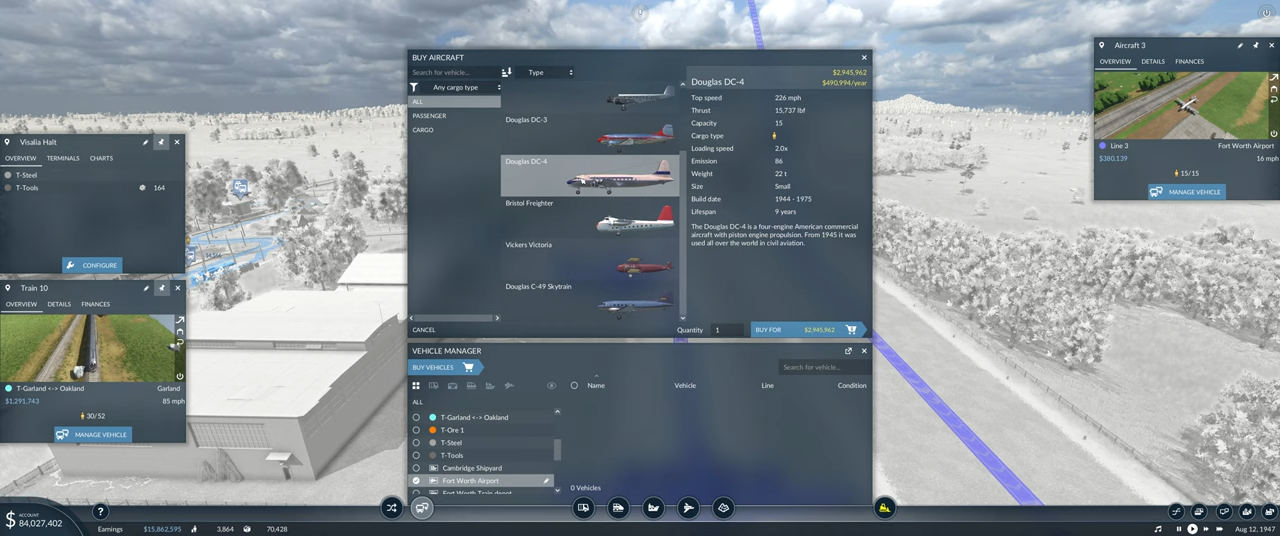 BUY AIRCRAFT
Search for vehicle...
Type
Any cargo type
ALL
PASSENGER
CARGO
Douglas DC-3
Douglas DC-4
Bristol Freighter
Vickers Victoria
Douglas C-49 Skytrain
$2,945,962
Douglas DC-4
$490,994/year
Top speed 226 mph
Thrust 15,737 lbf
Capacity 15
Cargo type
Loading speed 2.0x
Emission 86
Weight 22 t
Size Small
Build date 1944 - 1975
Lifespan 9 years
The Douglas DC-4 is a four-engine American commercial
aircraft with piston engine propulsion. From 1945 it was
used all over the world in civil aviation.
CANCEL
Quantity 1
BUY FOR $2,945,962
Aircraft 3
OVERVIEW DETAILS FINANCES
Line 3 Fort Worth Airport
$380,139 16 mph
15/15
MANAGE VEHICLE
Visalia Halt
OVERVIEW TERMINALS CHARTS
T-Steel
T-Tools 164
CONFIGURE
Train 10
OVERVIEW DETAILS FINANCES
T-Garland <-> Oakland Garland
$1,291,743 85 mph
30/52
MANAGE VEHICLE
VEHICLE MANAGER
BUY VEHICLES
Search for vehicle...
Name Vehicle Line Condition
ALL
T-Garland <-> Oakland
T-Ore 1
T-Steel
T-Tools
Cambridge Shipyard
Fort Worth Airport
Fort Worth Train depot
0 Vehicles
$ ACCOUNT
84,027,402
?
Earnings $15,862,595 3,864 70,428
Aug 12, 1947